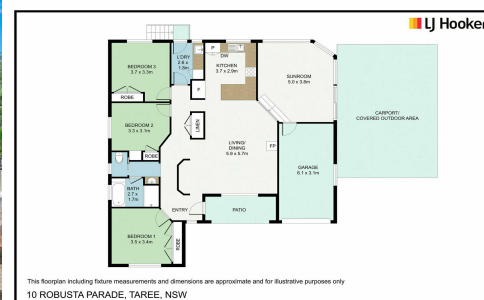 LJ Hooker
BEDROOM 3
3.7 x 3.3m
ROBE
L'DRY
2.6 x
1.8m
P
DW
KITCHEN
3.7 x 2.9m
F
SUNROOM
5.0 x 3.8m
CARPORT/
COVERED OUTDOOR AREA
BEDROOM 2
3.3 x 3.1m
ROBE
LINEN
LIVING/
DINING
5.9 x 5.7m
FP
GARAGE
6.1 x 3.1m
BATH
2.7 x
1.7m
ENTRY
PATIO
BEDROOM 1
3.5 x 3.4m
ROBE
This floorplan including fixture measurements and dimensions are approximate and for illustrative purposes only
10 ROBUSTA PARADE, TAREE, NSW